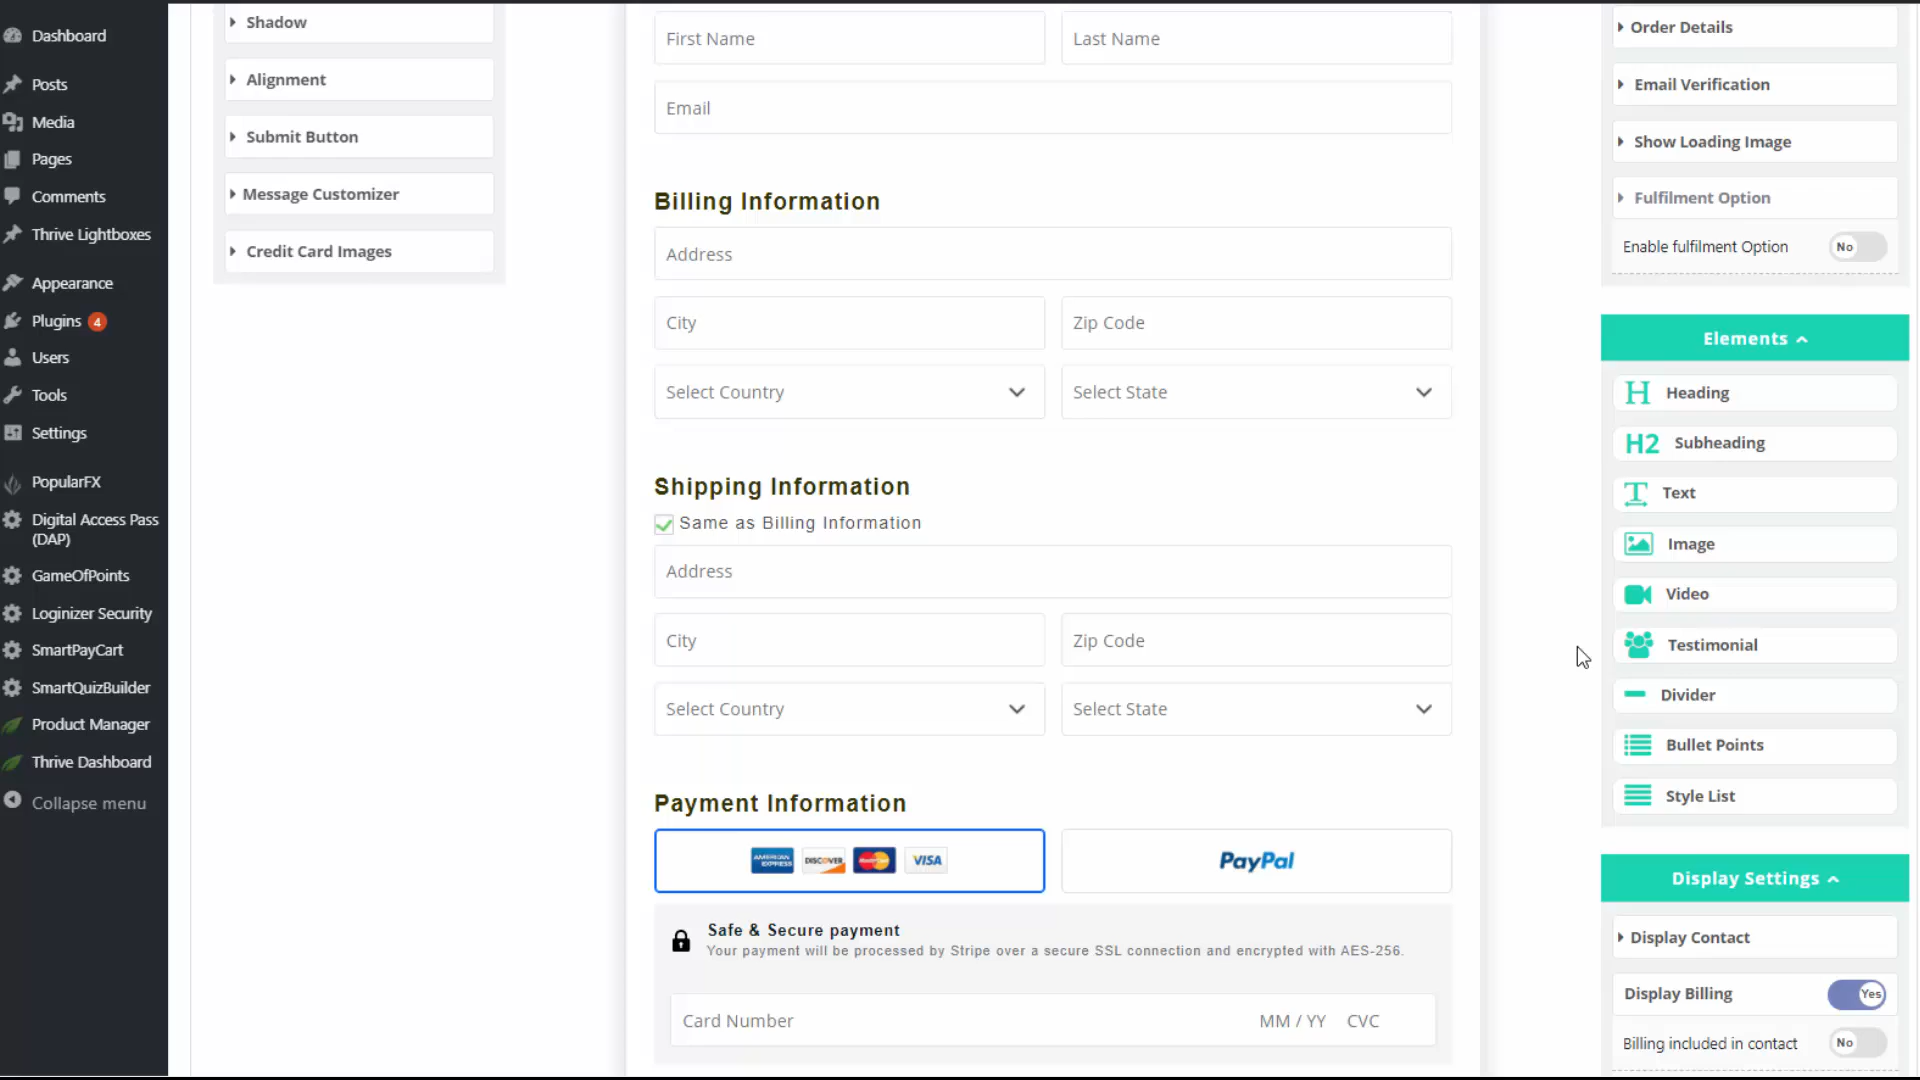 Dashboard
Posts
Media
Pages
Comments
Thrive Lightboxes
Appearance
Plugins 4
Users
Tools
Settings
PopularFX
Digital Access Pass
(DAP)
GameOfPoints
Loginizer Security
SmartPayCart
SmartQuizBuilder
Product Manager
Thrive Dashboard
Collapse menu
Shadow
Alignment
Submit Button
Message Customizer
Credit Card Images
First Name
Last Name
Email
Billing Information
Address
City
Zip Code
Select Country
Select State
Shipping Information
Same as Billing Information
Address
City
Zip Code
Select Country
Select State
Payment Information
AMERICAN EXPRESS
DISCOVER
MasterCard
VISA
PayPal
Safe & Secure payment
Your payment will be processed by Stripe over a secure SSL connection and encrypted with AES-256.
Card Number
MM / YY CVC
Order Details
Email Verification
Show Loading Image
Fulfilment Option
Enable fulfilment Option No
Elements
H Heading
H2 Subheading
T Text
Image
Video
Testimonial
Divider
Bullet Points
Style List
Display Settings
Display Contact
Display Billing Yes
Billing included in contact No